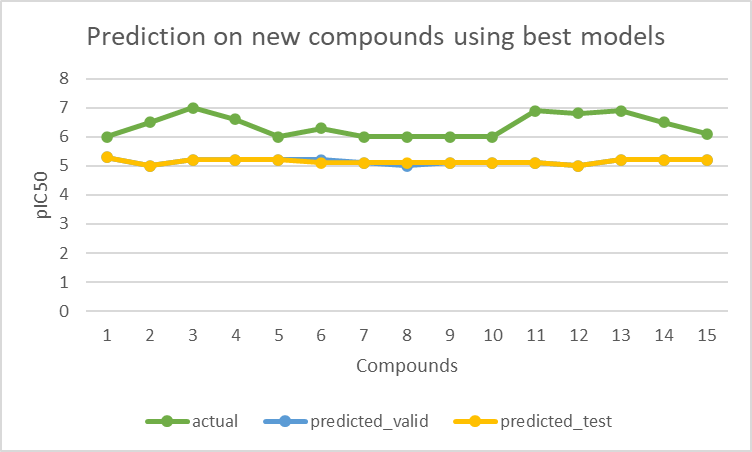 Prediction on new compounds using best models
8
7
6
5
4
3
2
1
0
pIC50
1 2 3 4 5 6 7 8 9 10 11 12 13 14 15
Compounds
actual predicted_valid predicted_test